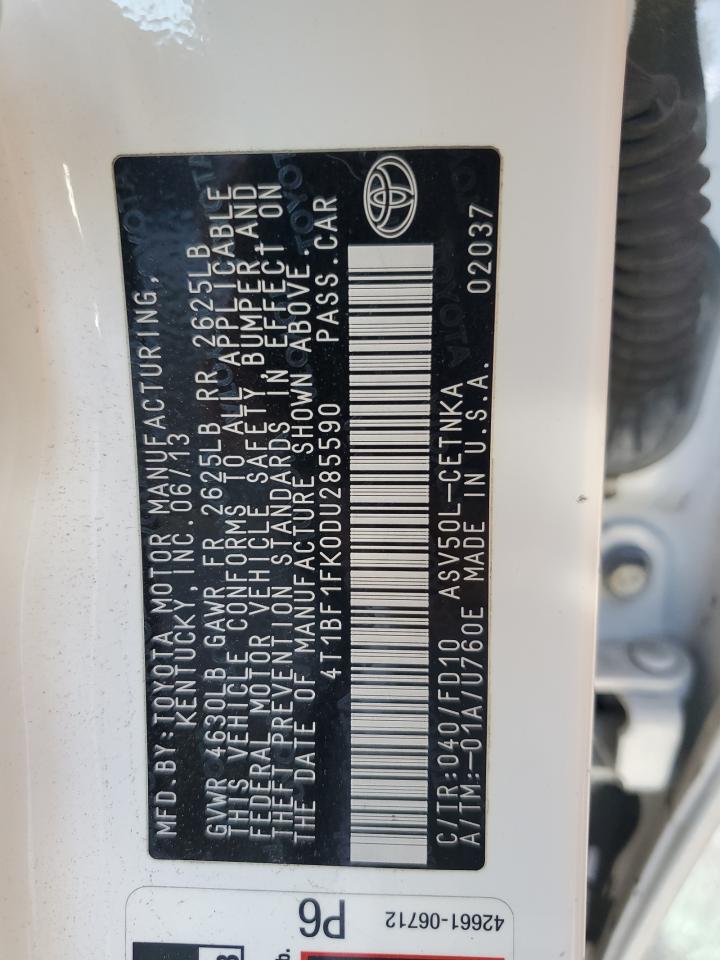 MFD.BY:TOYOTA MOTOR MANUFACTURING,
KENTUCKY, INC.06/13
GVWR 4630LB GAWR FR 2625LB RR 2625LB
THIS VEHICLE CONFORMS TO ALL APPLICABLE
FEDERAL MOTOR VEHICLE SAFETY,BUMPER,AND
THEFT PREVENTION STANDARDS IN EFFECT ON
THE DATE OF MANUFACTURE SHOWN ABOVE.
4T1BF1FK0DU285590 PASS.CAR
C/TR:040/FD10 ASV50L-CETNKA 02037
A/TM:-01A/U760E MADE IN U.S.A.
P6
42661-06712